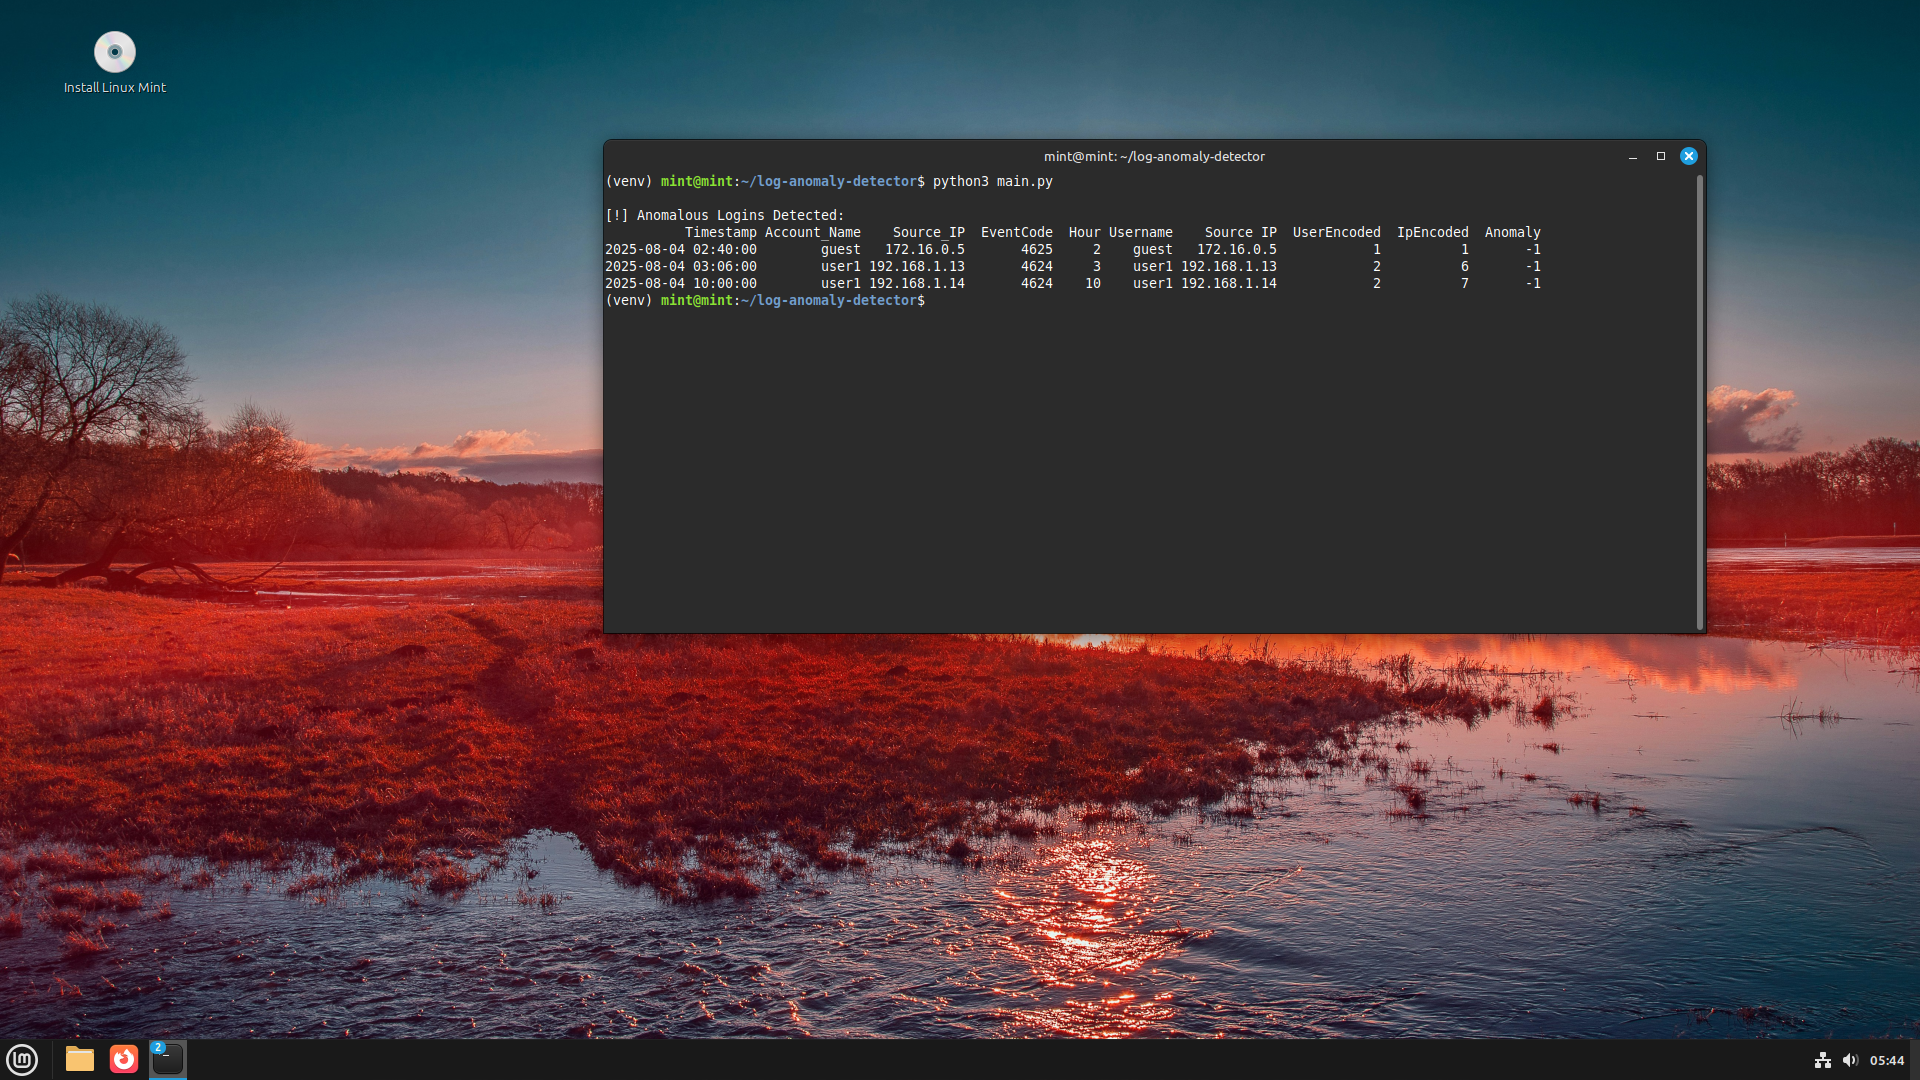 Install Linux Mint
mint@mint: ~/log-anomaly-detector
(venv) mint@mint:~/log-anomaly-detector$ python3 main.py
[!] Anomalous Logins Detected:
Timestamp Account_Name Source_IP EventCode Hour Username Source IP UserEncoded IpEncoded Anomaly
2025-08-04 02:40:00 guest 172.16.0.5 4625 2 guest 172.16.0.5 1 1 -1
2025-08-04 03:06:00 user1 192.168.1.13 4624 3 user1 192.168.1.13 2 6 -1
2025-08-04 10:00:00 user1 192.168.1.14 4624 10 user1 192.168.1.14 2 7 -1
(venv) mint@mint:~/log-anomaly-detector$
2
05:44